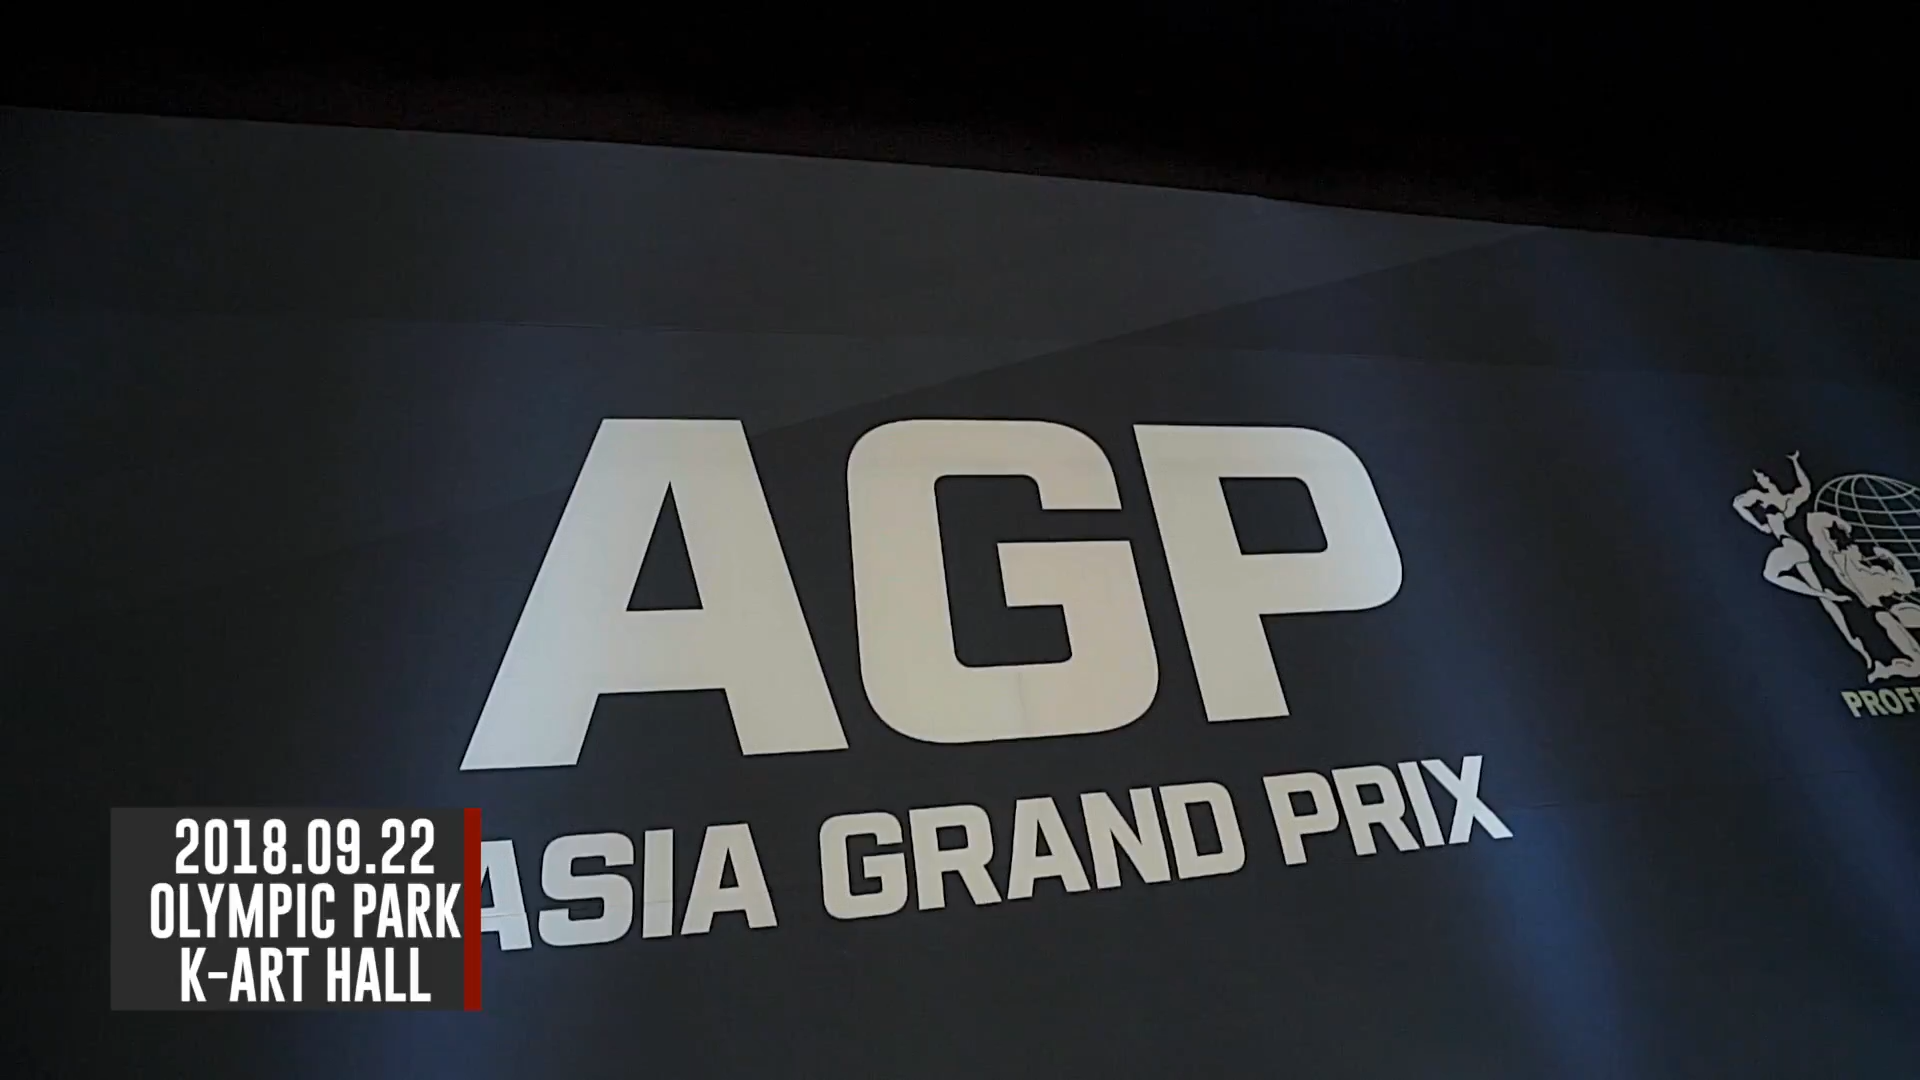 AGP
ASIA GRAND PRIX
2018.09.22
OLYMPIC PARK
K-ART HALL